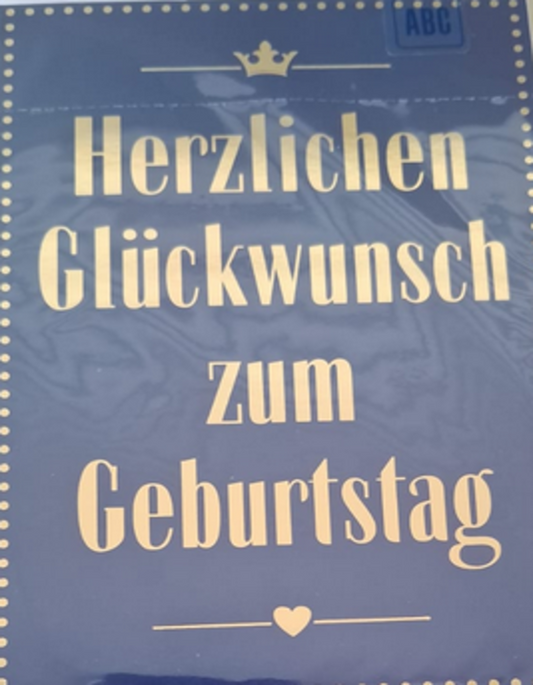 ABC
Herzlichen
Glückwunsch
zum
Geburtstag